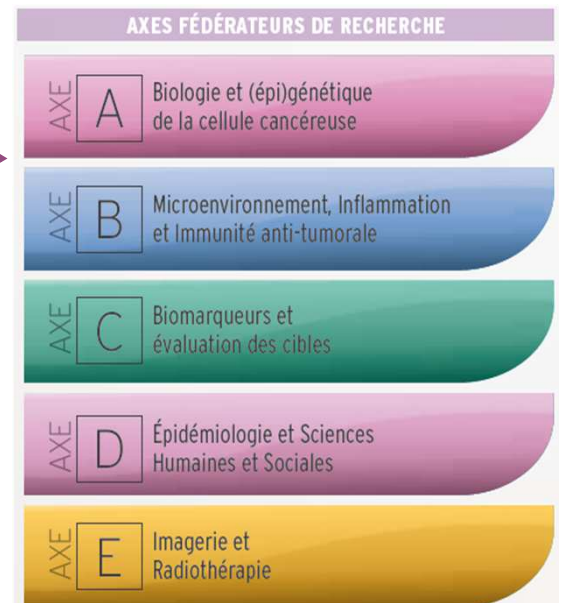 AXES FÉDÉRATEURS DE RECHERCHE
AXE A
Biologie et (épi)génétique
de la cellule cancéreuse
AXE B
Microenvironnement, Inflammation
et Immunité anti-tumorale
AXE C
Biomarqueurs et
évaluation des cibles
AXE D
Épidémiologie et Sciences
Humaines et Sociales
AXE E
Imagerie et
Radiothérapie